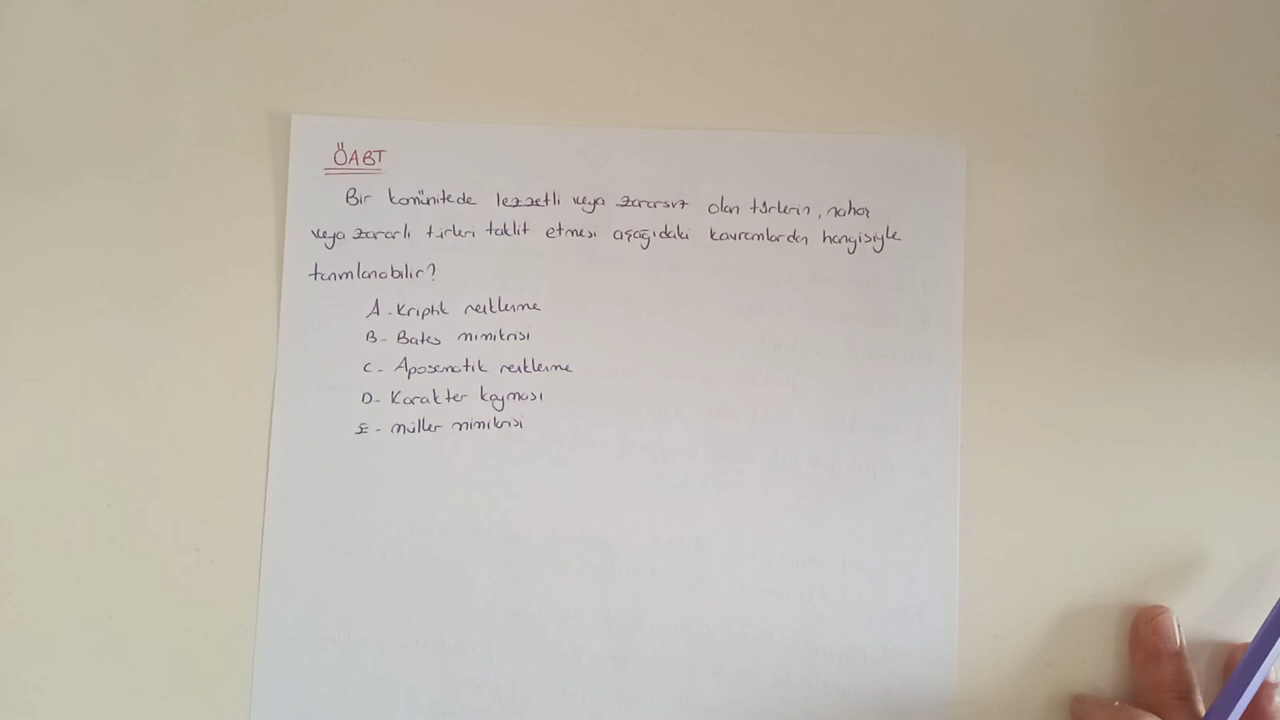 ÖABT
Bir komünitede lezzetli veya zararsız olan türlerin, nahoş
veya zararlı türleri taklit etmesi aşağıdaki kavramlardan hangisiyle
tanımlanabilir?
A - Kriptik renklenme
B - Bates mimikrisi
C - Aposematik renklenme
D - Karakter kayması
E - müller mimikrisi